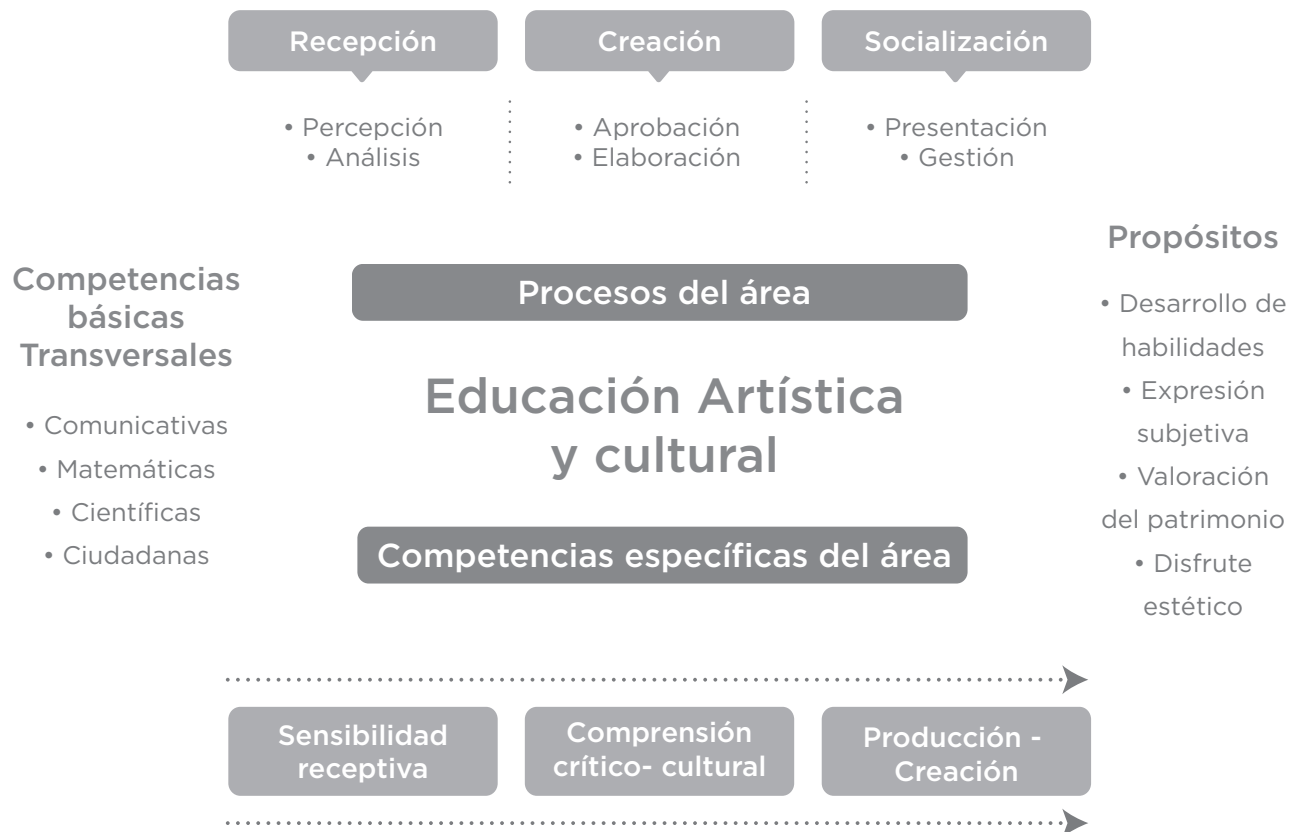 Recepción
Creación
Socialización
• Percepción
• Análisis
• Aprobación
• Elaboración
• Presentación
• Gestión
Competencias
básicas
Transversales
• Comunicativas
• Matemáticas
• Científicas
• Ciudadanas
Procesos del área
Educación Artística
y cultural
Competencias específicas del área
Propósitos
• Desarrollo de
habilidades
• Expresión
subjetiva
• Valoración
del patrimonio
• Disfrute
estético
Sensibilidad
receptiva
Comprensión
crítico- cultural
Producción -
Creación